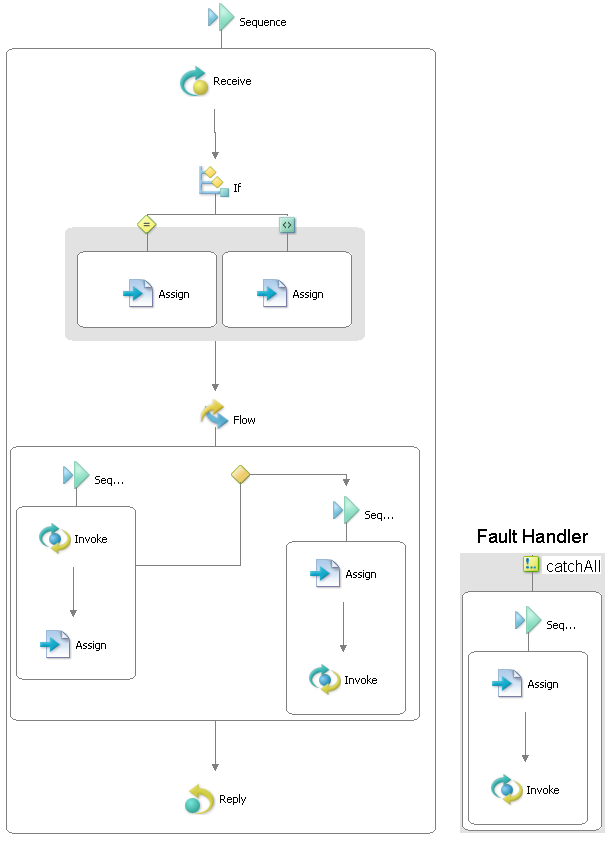 Sequence
Receive
If
=
<>
Assign
Assign
Flow
Seq...
Seq...
Invoke
Assign
Assign
Invoke
Reply
Fault Handler
!...
catchAll
Seq...
Assign
Invoke